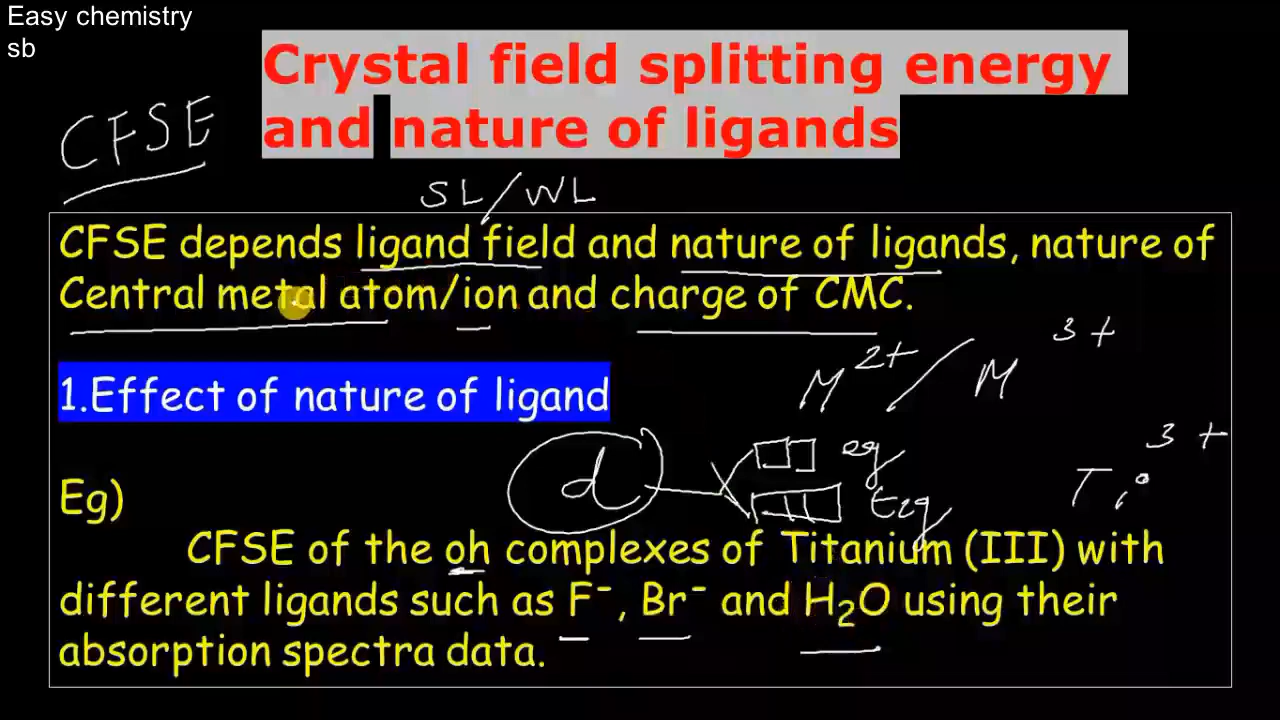 Easy chemistry
sb
Crystal field splitting energy
and nature of ligands
CFSE
SL/WL
CFSE depends ligand field and nature of ligands, nature of
Central metal atom/ion and charge of CMC.
M2+ / M3+
1.Effect of nature of ligand
d
eg
t2g
Ti3+
Eg)
CFSE of the oh complexes of Titanium (III) with
different ligands such as F⁻, Br⁻ and H₂O using their
absorption spectra data.